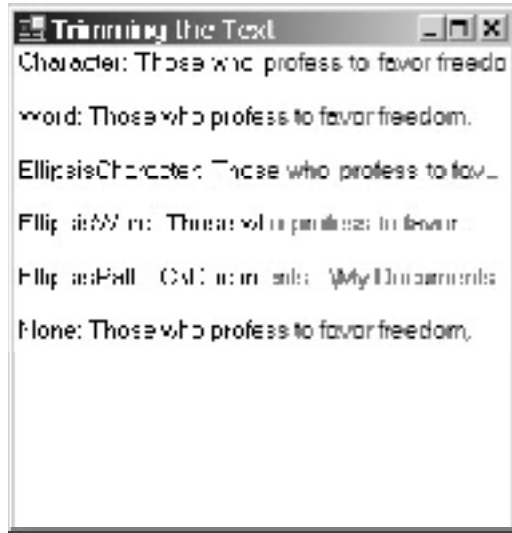 Trimming the Text
Character: Those who profess to favor freedo
Word: Those who profess to favor freedom,
EllipsisCharacter: Those who profess to fav...
EllipsisWord: Those who profess to favor...
EllipsisPath: \My Documents
None: Those who profess to favor freedom,